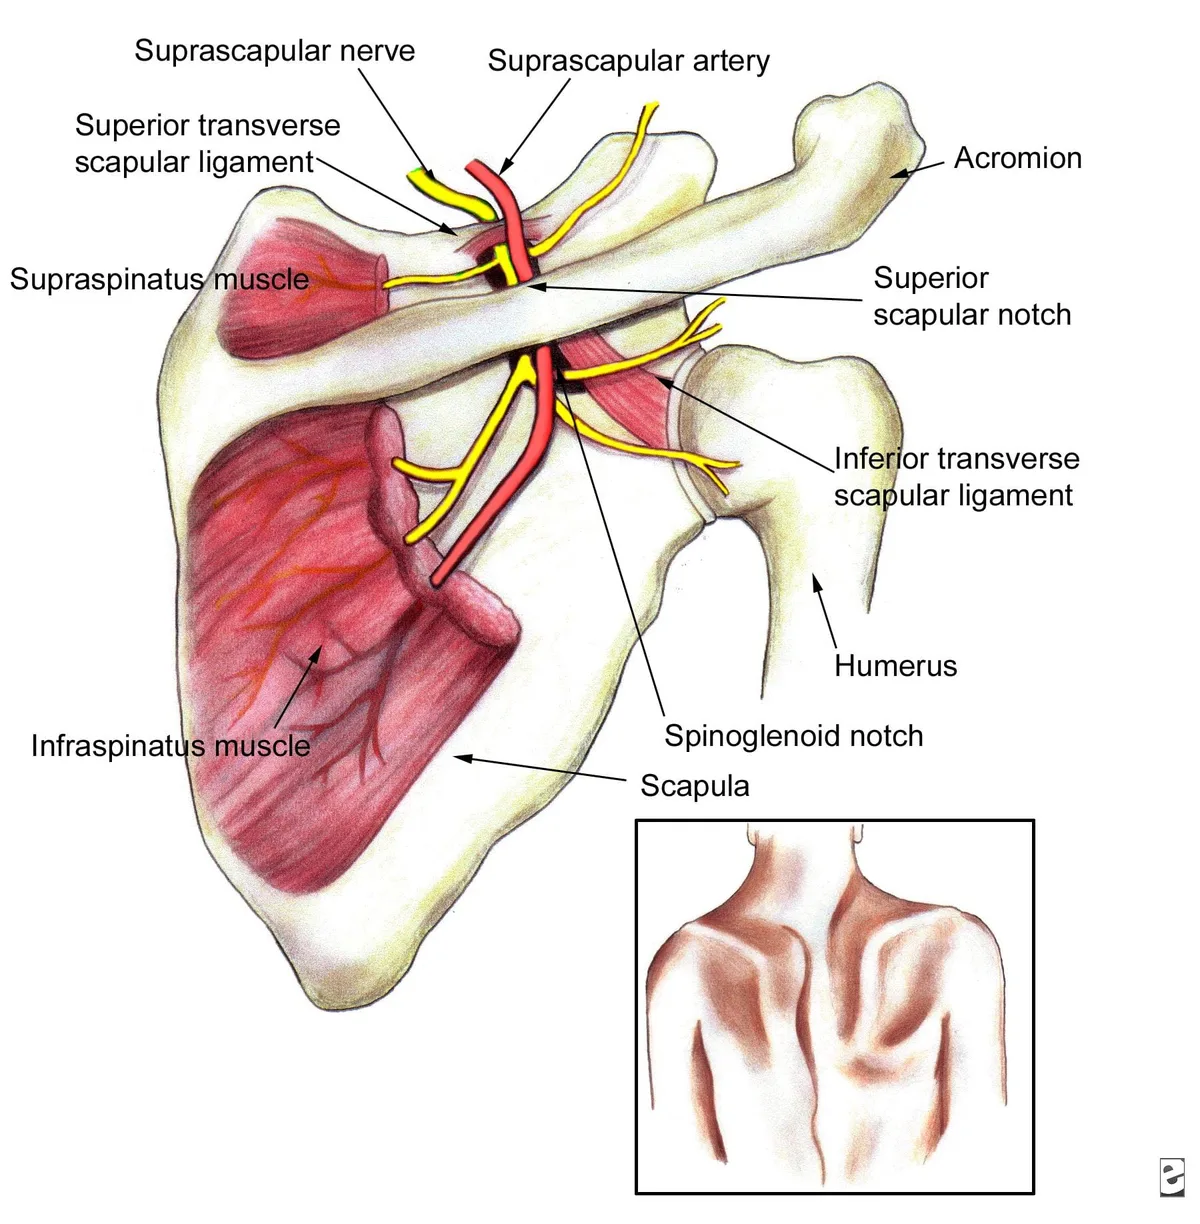 Suprascapular nerve
Suprascapular artery
Superior transverse
scapular ligament
Acromion
Supraspinatus muscle
Superior
scapular notch
Inferior transverse
scapular ligament
Humerus
Infraspinatus muscle
Spinoglenoid notch
Scapula
e